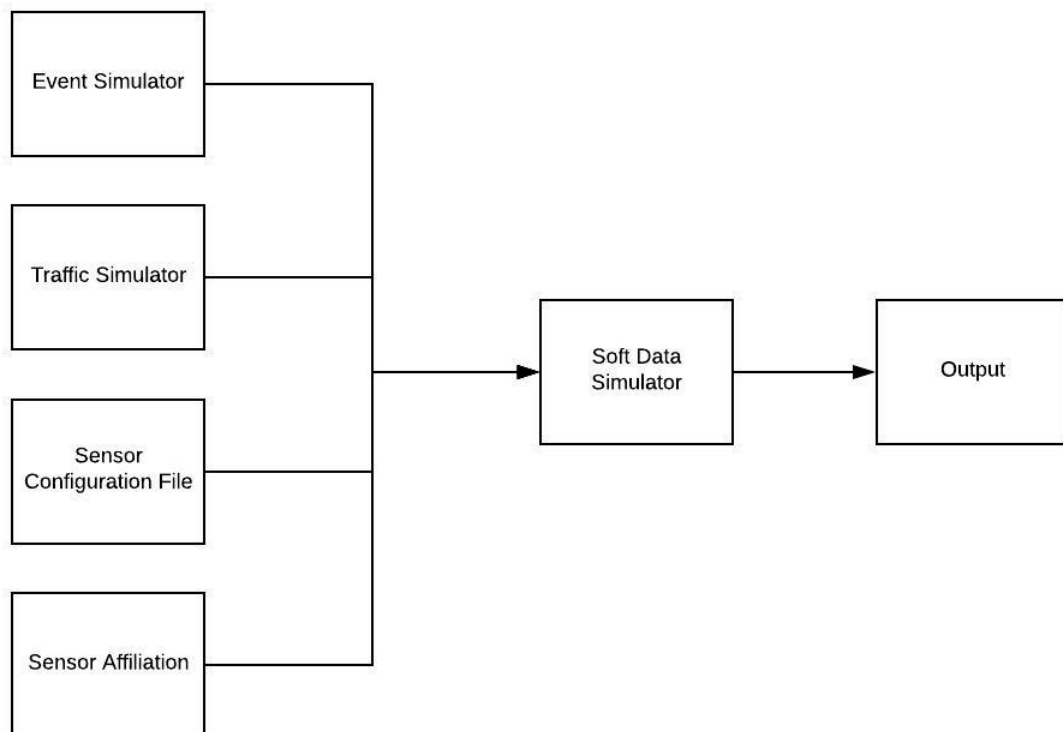 Event Simulator
Traffic Simulator
Sensor
Configuration File
Sensor Affiliation
Soft Data
Simulator
Output